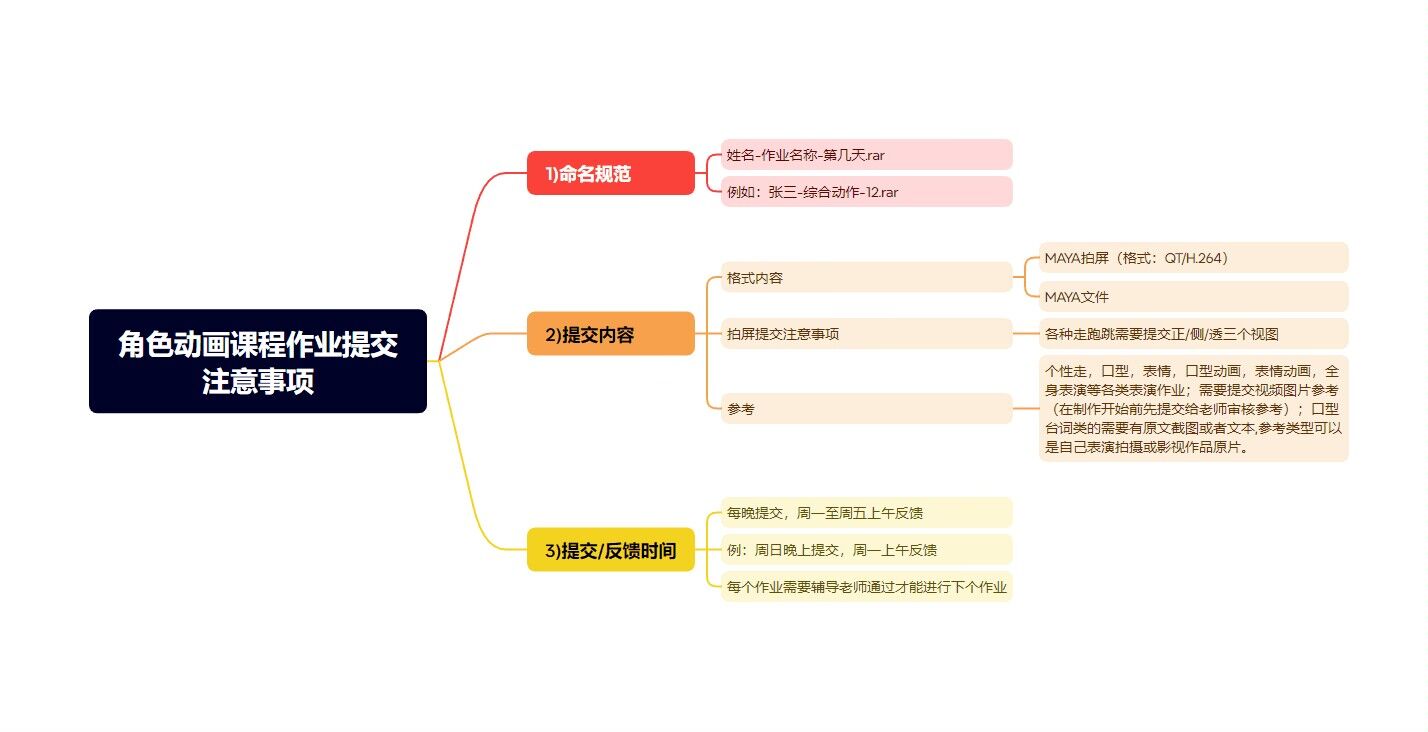 角色动画课程作业提交
注意事项
1)命名规范
姓名-作业名称-第几天.rar
例如：张三-综合动作-12.rar
2)提交内容
格式内容
MAYA拍屏（格式：QT/H.264）
MAYA文件
拍屏提交注意事项
各种走跑跳需要提交正/侧/透三个视图
参考
个性走，口型，表情，口型动画，表情动画，全
身表演等各类表演作业；需要提交视频图片参考
（在制作开始前先提交给老师审核参考）；口型
台词类的需要有原文截图或者文本,参考类型可以
是自己表演拍摄或影视作品原片。
3)提交/反馈时间
每晚提交，周一至周五上午反馈
例：周日晚上提交，周一上午反馈
每个作业需要辅导老师通过才能进行下个作业